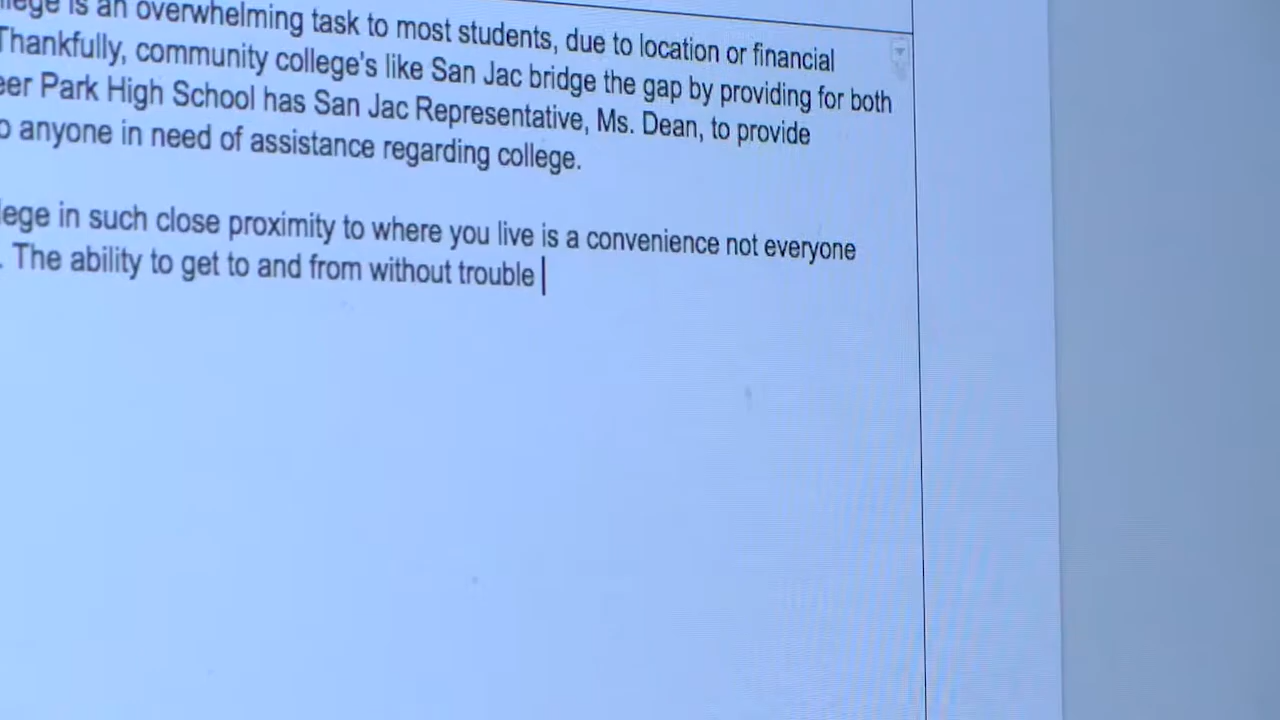 llege is an overwhelming task to most students, due to location or financial
Thankfully, community college's like San Jac bridge the gap by providing for both
eer Park High School has San Jac Representative, Ms. Dean, to provide
o anyone in need of assistance regarding college.
lege in such close proximity to where you live is a convenience not everyone
. The ability to get to and from without trouble